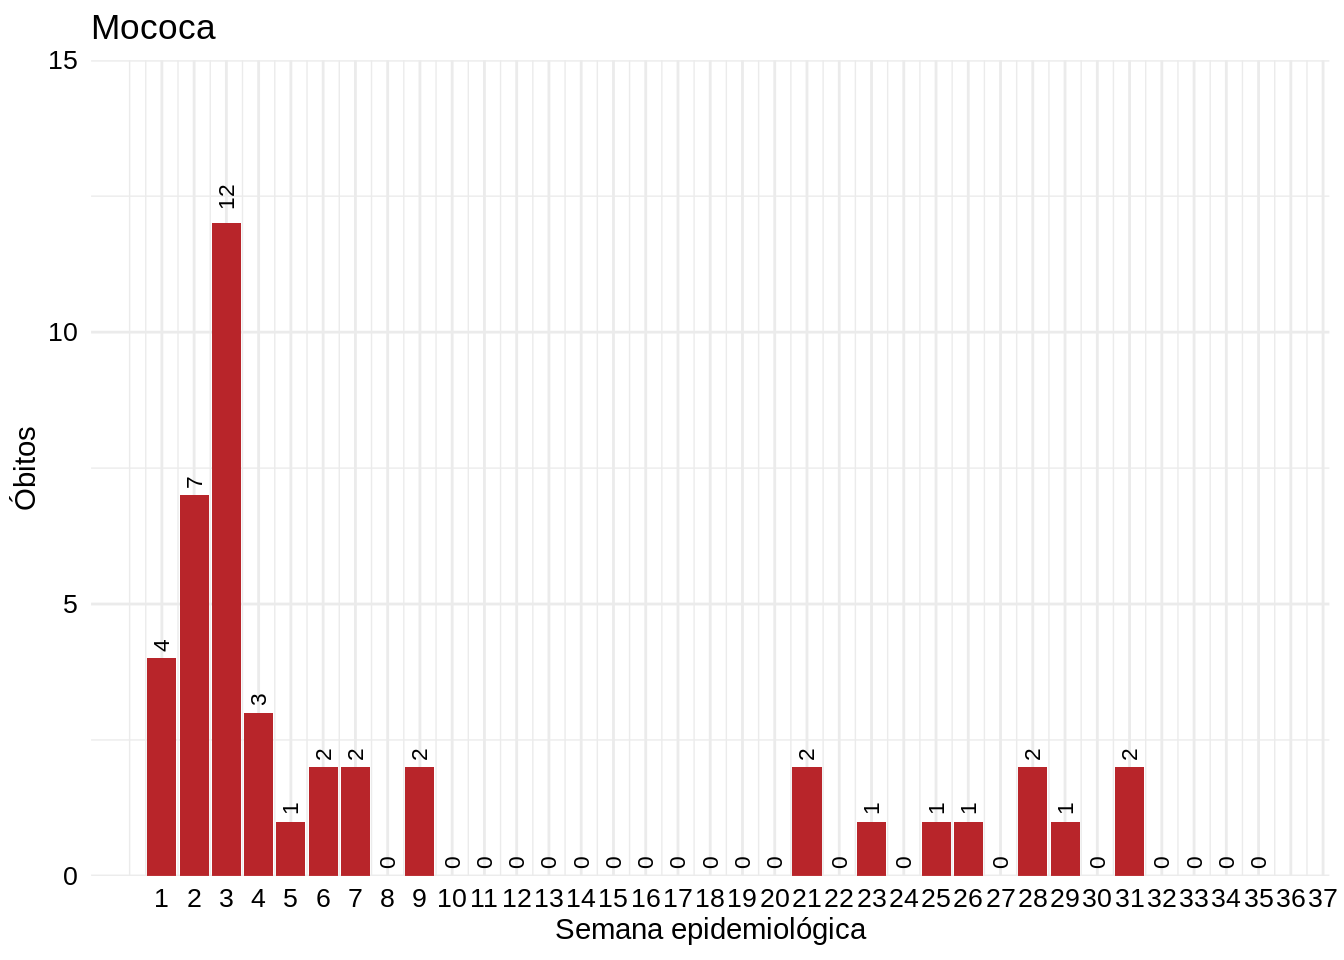 Mococa
15
10
5
0
Óbitos
4 7 12 3 1 2 2 0 2 0 0 0 0 0 0 0 0 0 0 0 2 0 1 0 1 1 0 2 1 0 2 0 0 0 0
1 2 3 4 5 6 7 8 9 10 11 12 13 14 15 16 17 18 19 20 21 22 23 24 25 26 27 28 29 30 31 32 33 34 35 36 37
Semana epidemiológica